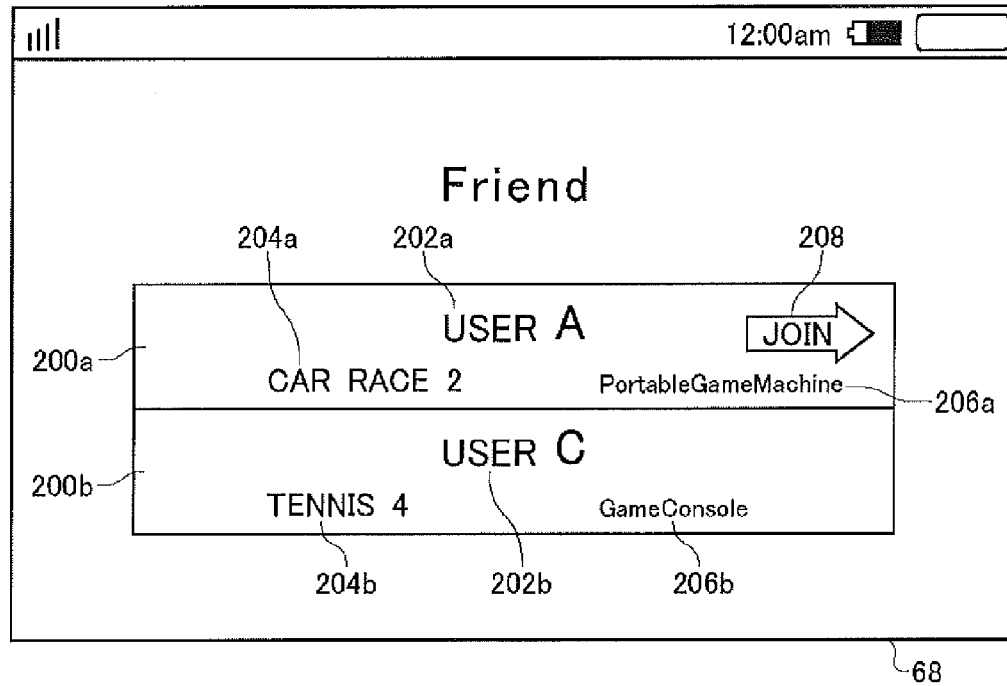 12:00am
Friend
204a 202a 208
USER A JOIN
200a
CAR RACE 2 PortableGameMachine
206a
USER C
200b
TENNIS 4 GameConsole
204b 202b 206b
68